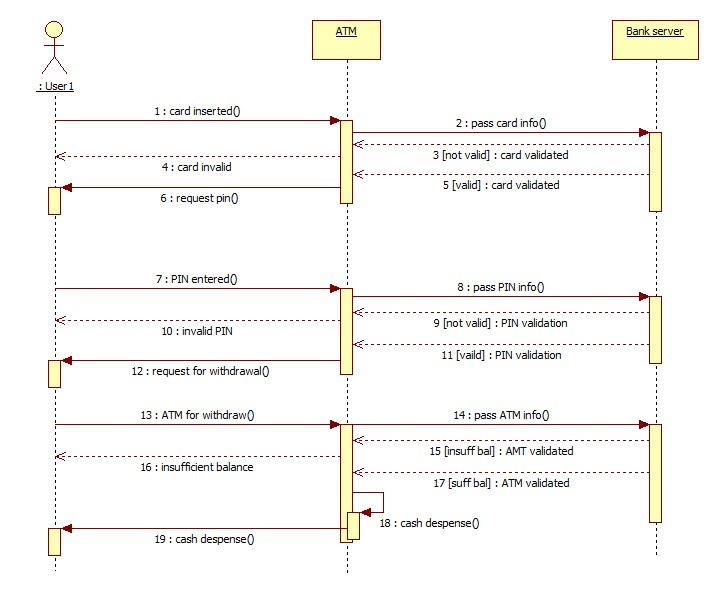 ATM
Bank server
: User1
1 : card inserted()
2 : pass card info()
3 [not valid] : card validated
4 : card invalid
5 [valid] : card validated
6 : request pin()
7 : PIN entered()
8 : pass PIN info()
9 [not valid] : PIN validation
10 : invalid PIN
11 [vaild] : PIN validation
12 : request for withdrawal()
13 : ATM for withdraw()
14 : pass ATM info()
15 [insuff bal] : AMT validated
16 : insufficient balance
17 [suff bal] : ATM validated
18 : cash despense()
19 : cash despense()